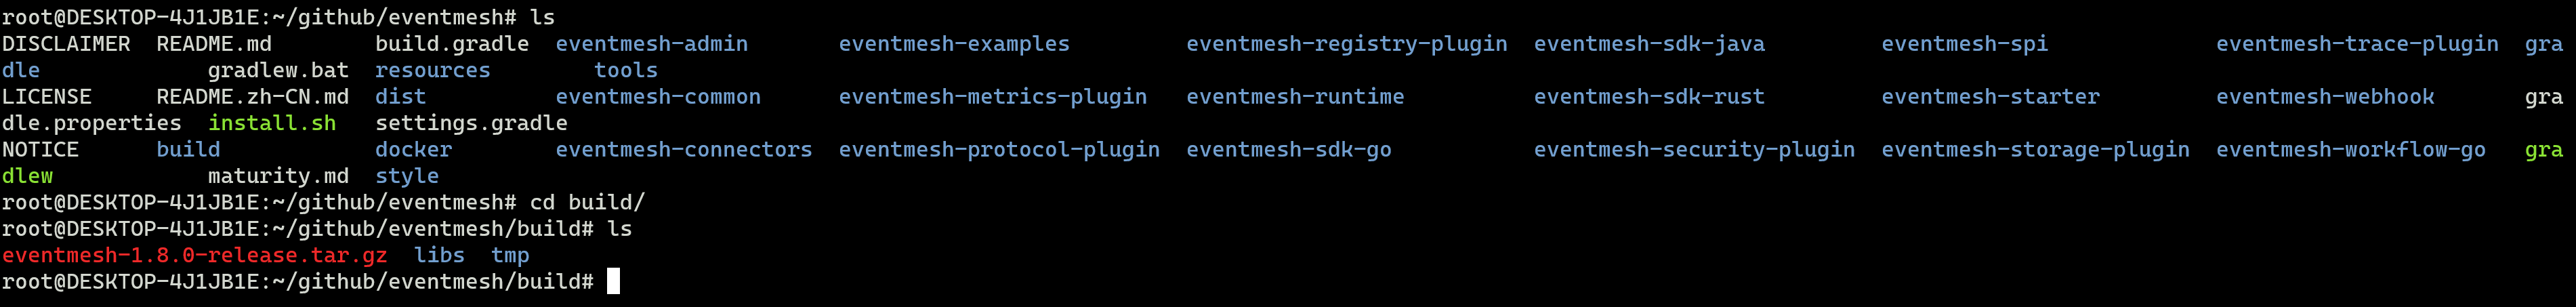 root@DESKTOP-4J1JB1E:~/github/eventmesh# ls
DISCLAIMER  README.md        build.gradle  eventmesh-admin       eventmesh-examples         eventmesh-registry-plugin  eventmesh-sdk-java         eventmesh-spi             eventmesh-trace-plugin  gra
dle             gradlew.bat  resources        tools
LICENSE     README.zh-CN.md  dist          eventmesh-common      eventmesh-metrics-plugin   eventmesh-runtime          eventmesh-sdk-rust         eventmesh-starter         eventmesh-webhook       gra
dle.properties  install.sh   settings.gradle
NOTICE      build            docker        eventmesh-connectors  eventmesh-protocol-plugin  eventmesh-sdk-go           eventmesh-security-plugin  eventmesh-storage-plugin  eventmesh-workflow-go   gra
dlew            maturity.md  style
root@DESKTOP-4J1JB1E:~/github/eventmesh# cd build/
root@DESKTOP-4J1JB1E:~/github/eventmesh/build# ls
eventmesh-1.8.0-release.tar.gz  libs  tmp
root@DESKTOP-4J1JB1E:~/github/eventmesh/build#